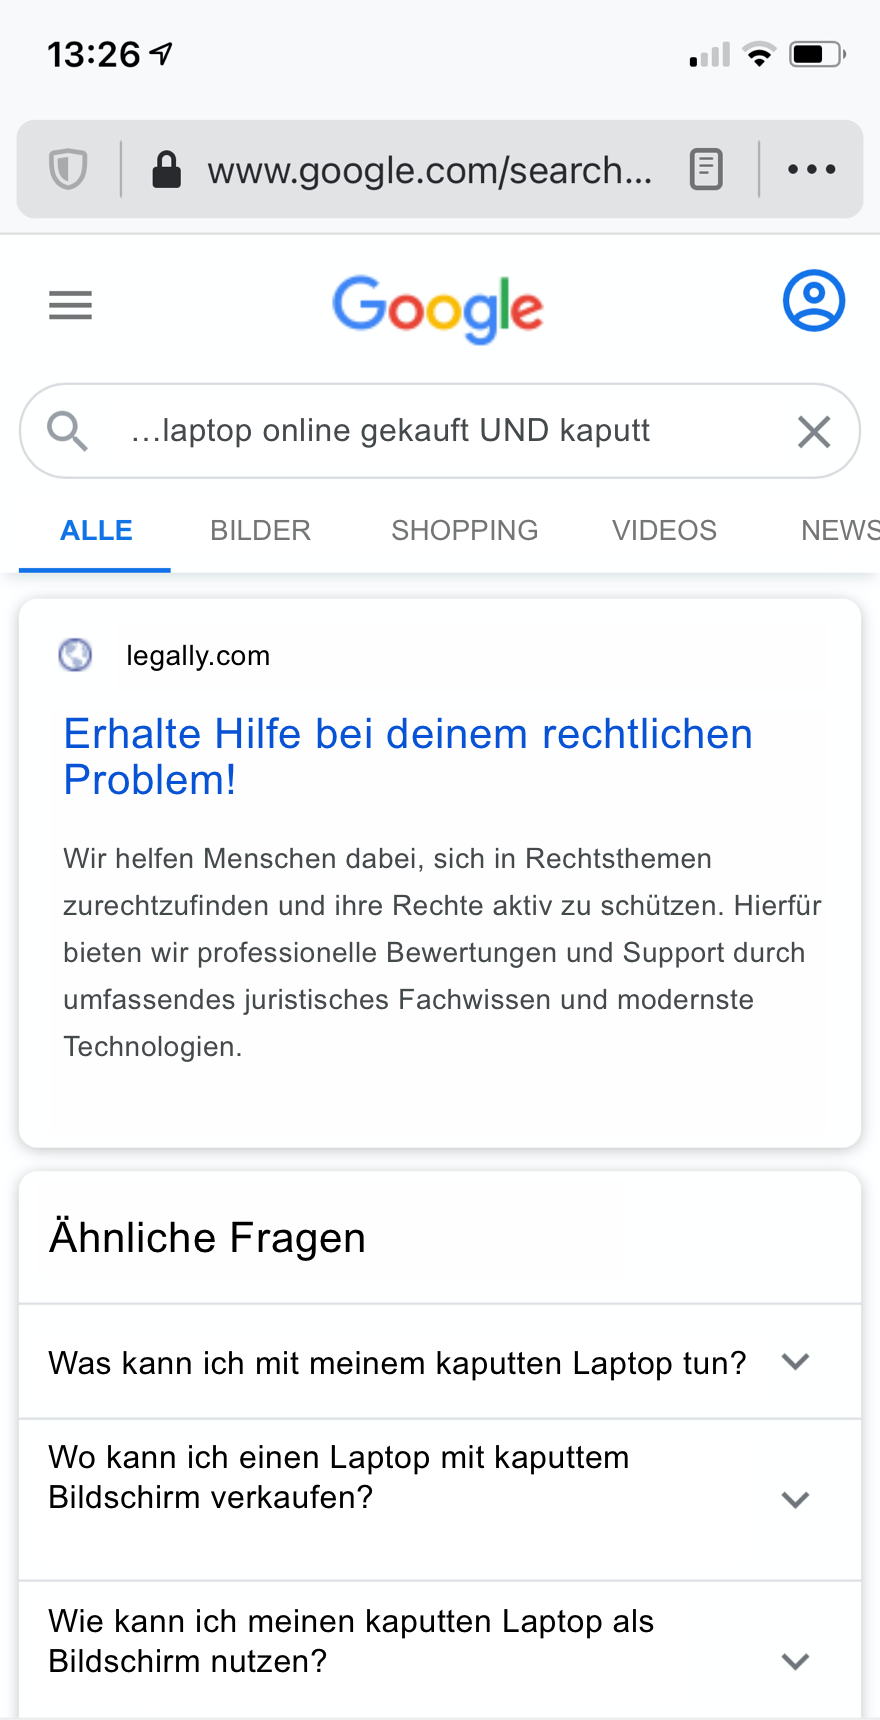 13:26
www.google.com/search...
Google
...laptop online gekauft UND kaputt
ALLE BILDER SHOPPING VIDEOS NEWS
legally.com
Erhalte Hilfe bei deinem rechtlichen
Problem!
Wir helfen Menschen dabei, sich in Rechtsthemen
zurechtzufinden und ihre Rechte aktiv zu schützen. Hierfür
bieten wir professionelle Bewertungen und Support durch
umfassendes juristisches Fachwissen und modernste
Technologien.
Ähnliche Fragen
Was kann ich mit meinem kaputten Laptop tun?
Wo kann ich einen Laptop mit kaputtem
Bildschirm verkaufen?
Wie kann ich meinen kaputten Laptop als
Bildschirm nutzen?